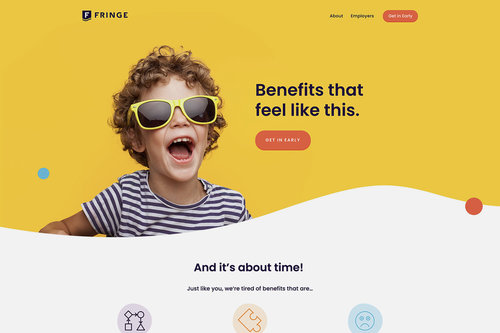 FRINGE
About Employers Get in Early
Benefits that
feel like this.
GET IN EARLY
And it's about time!
Just like you, we're tired of benefits that are...